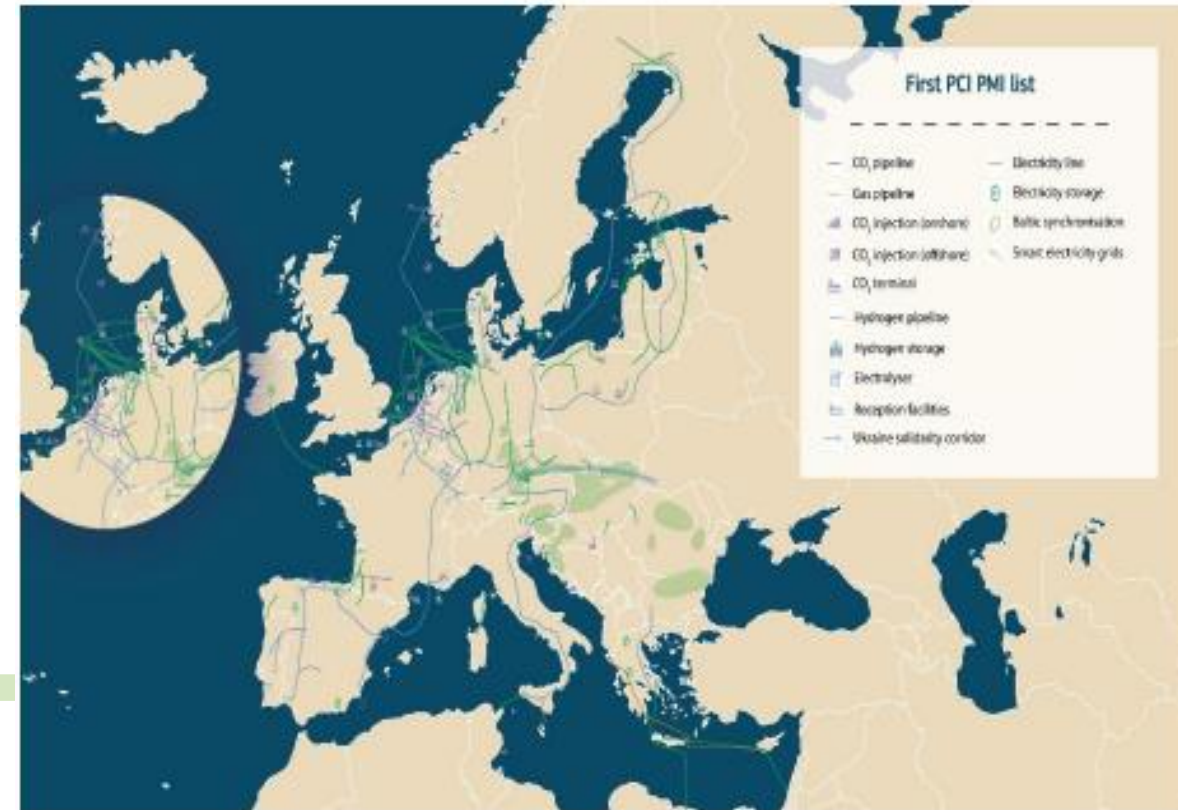 First PCI PMI list
CO₂ pipeline
Gas pipeline
CO₂ injection (onshore)
CO₂ injection (offshore)
CO₂ terminal
Hydrogen pipeline
Hydrogen storage
Electrolyser
Reception facilities
Ukraine solidarity corridor
Electricity line
Electricity storage
Baltic synchronisation
Smart electricity grids